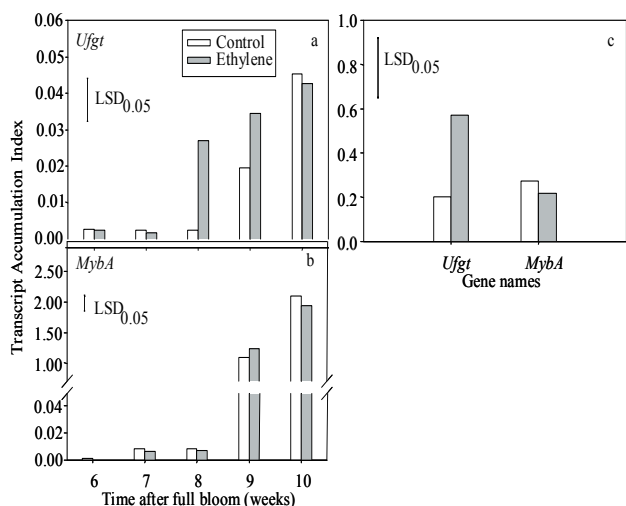 Transcript Accumulation Index
Ufgt
a
Control
Ethylene
LSD0.05
0.06
0.05
0.04
0.03
0.02
0.01
0.00
MybA
b
LSD0.05
2.50
2.00
1.50
1.00
0.04
0.02
0.00
6 7 8 9 10
Time after full bloom (weeks)
c
LSD0.05
1.0
0.8
0.6
0.4
0.2
0.0
Ufgt MybA
Gene names